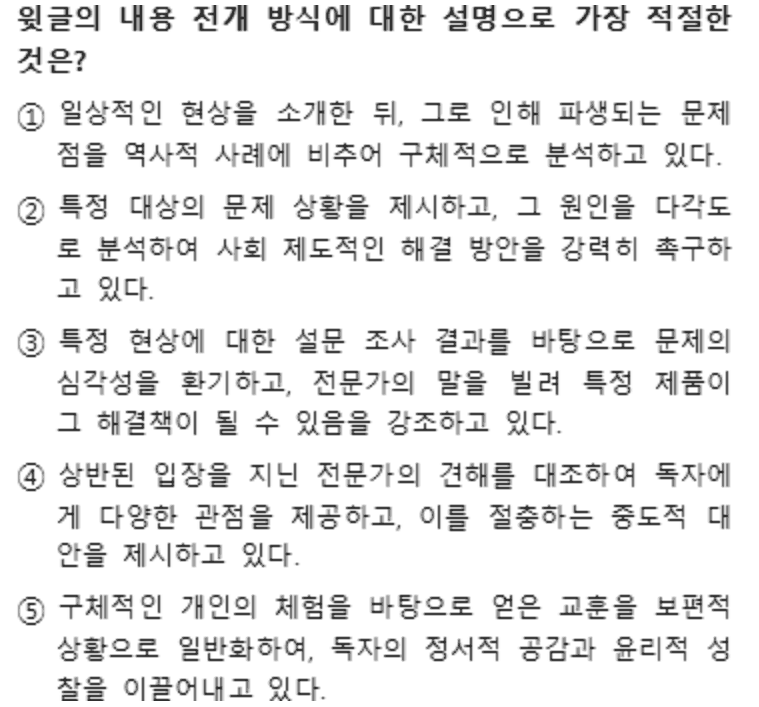 윗글의 내용 전개 방식에 대한 설명으로 가장 적절한
것은?
① 일상적인 현상을 소개한 뒤, 그로 인해 파생되는 문제
점을 역사적 사례에 비추어 구체적으로 분석하고 있다.
② 특정 대상의 문제 상황을 제시하고, 그 원인을 다각도
로 분석하여 사회 제도적인 해결 방안을 강력히 촉구하
고 있다.
③ 특정 현상에 대한 설문 조사 결과를 바탕으로 문제의
심각성을 환기하고, 전문가의 말을 빌려 특정 제품이
그 해결책이 될 수 있음을 강조하고 있다.
④ 상반된 입장을 지닌 전문가의 견해를 대조하여 독자에
게 다양한 관점을 제공하고, 이를 절충하는 중도적 대
안을 제시하고 있다.
⑤ 구체적인 개인의 체험을 바탕으로 얻은 교훈을 보편적
상황으로 일반화하여, 독자의 정서적 공감과 윤리적 성
찰을 이끌어내고 있다.